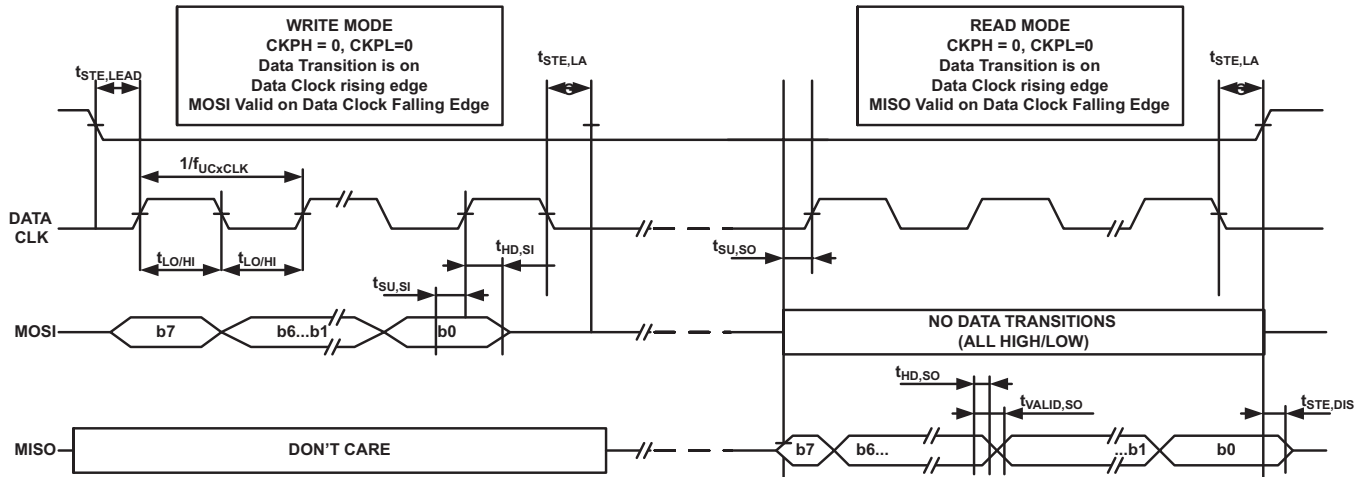 WRITE MODE
CKPH = 0, CKPL=0
Data Transition is on
Data Clock rising edge
MOSI Valid on Data Clock Falling Edge
READ MODE
CKPH = 0, CKPL=0
Data Transition is on
Data Clock rising edge
MISO Valid on Data Clock Falling Edge
tSTE,LEAD
tSTE,LA
tSTE,LA
1/fUCxCLK
DATA
CLK
tLO/HI
tLO/HI
tHD,SI
tSU,SI
tSU,SO
MOSI
b7
b6...b1
b0
NO DATA TRANSITIONS
(ALL HIGH/LOW)
tHD,SO
tVALID,SO
tSTE,DIS
MISO
DON'T CARE
b7
b6...
...b1
b0